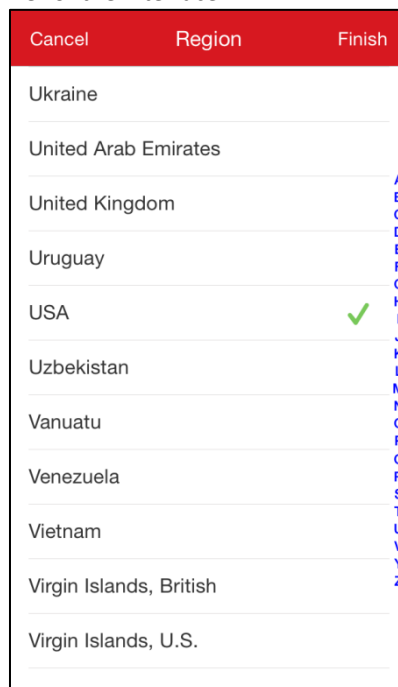 Cancel Region Finish
Ukraine
United Arab Emirates
United Kingdom
Uruguay
USA
Uzbekistan
Vanuatu
Venezuela
Vietnam
Virgin Islands, British
Virgin Islands, U.S.